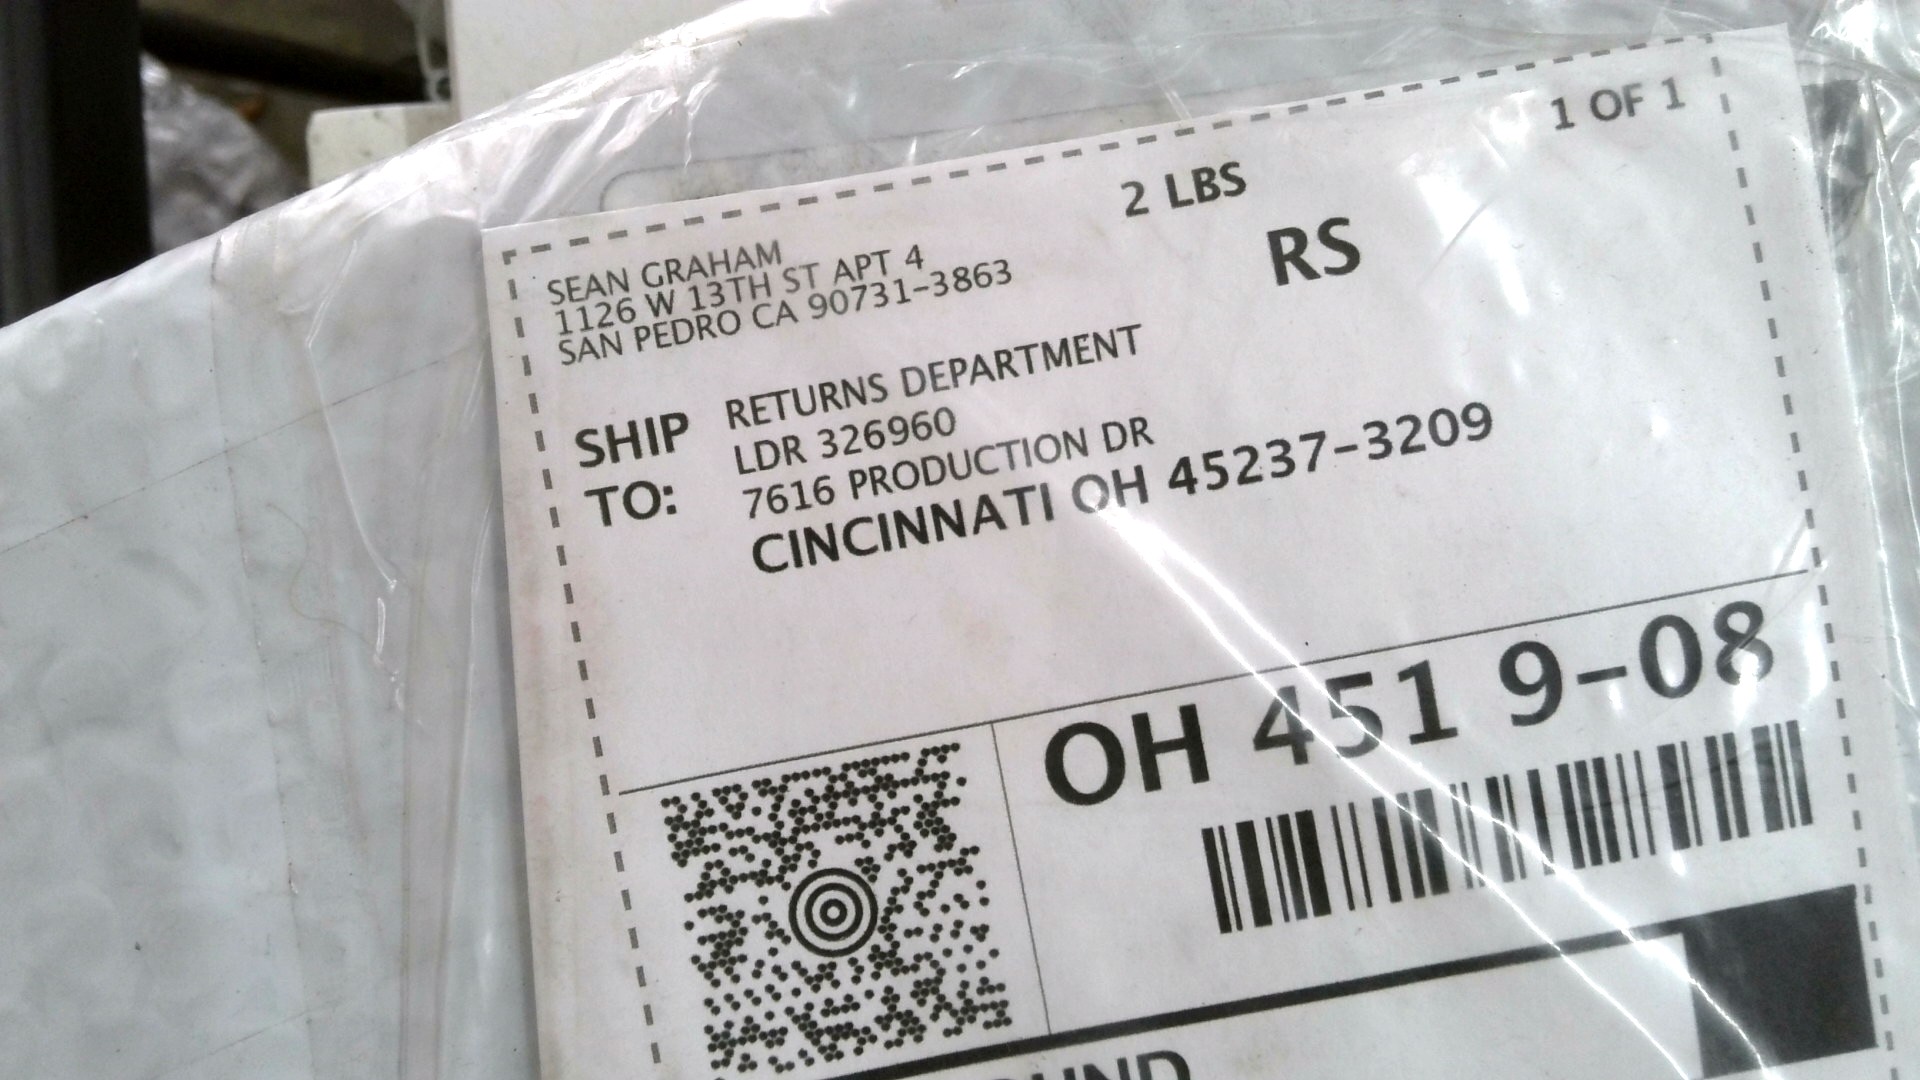 1 OF 1
2 LBS
RS
SEAN GRAHAM
1126 W 13TH ST APT 4
SAN PEDRO CA 90731-3863
SHIP TO:
RETURNS DEPARTMENT
LDR 326960
7616 PRODUCTION DR
CINCINNATI OH 45237-3209
OH 451 9-08